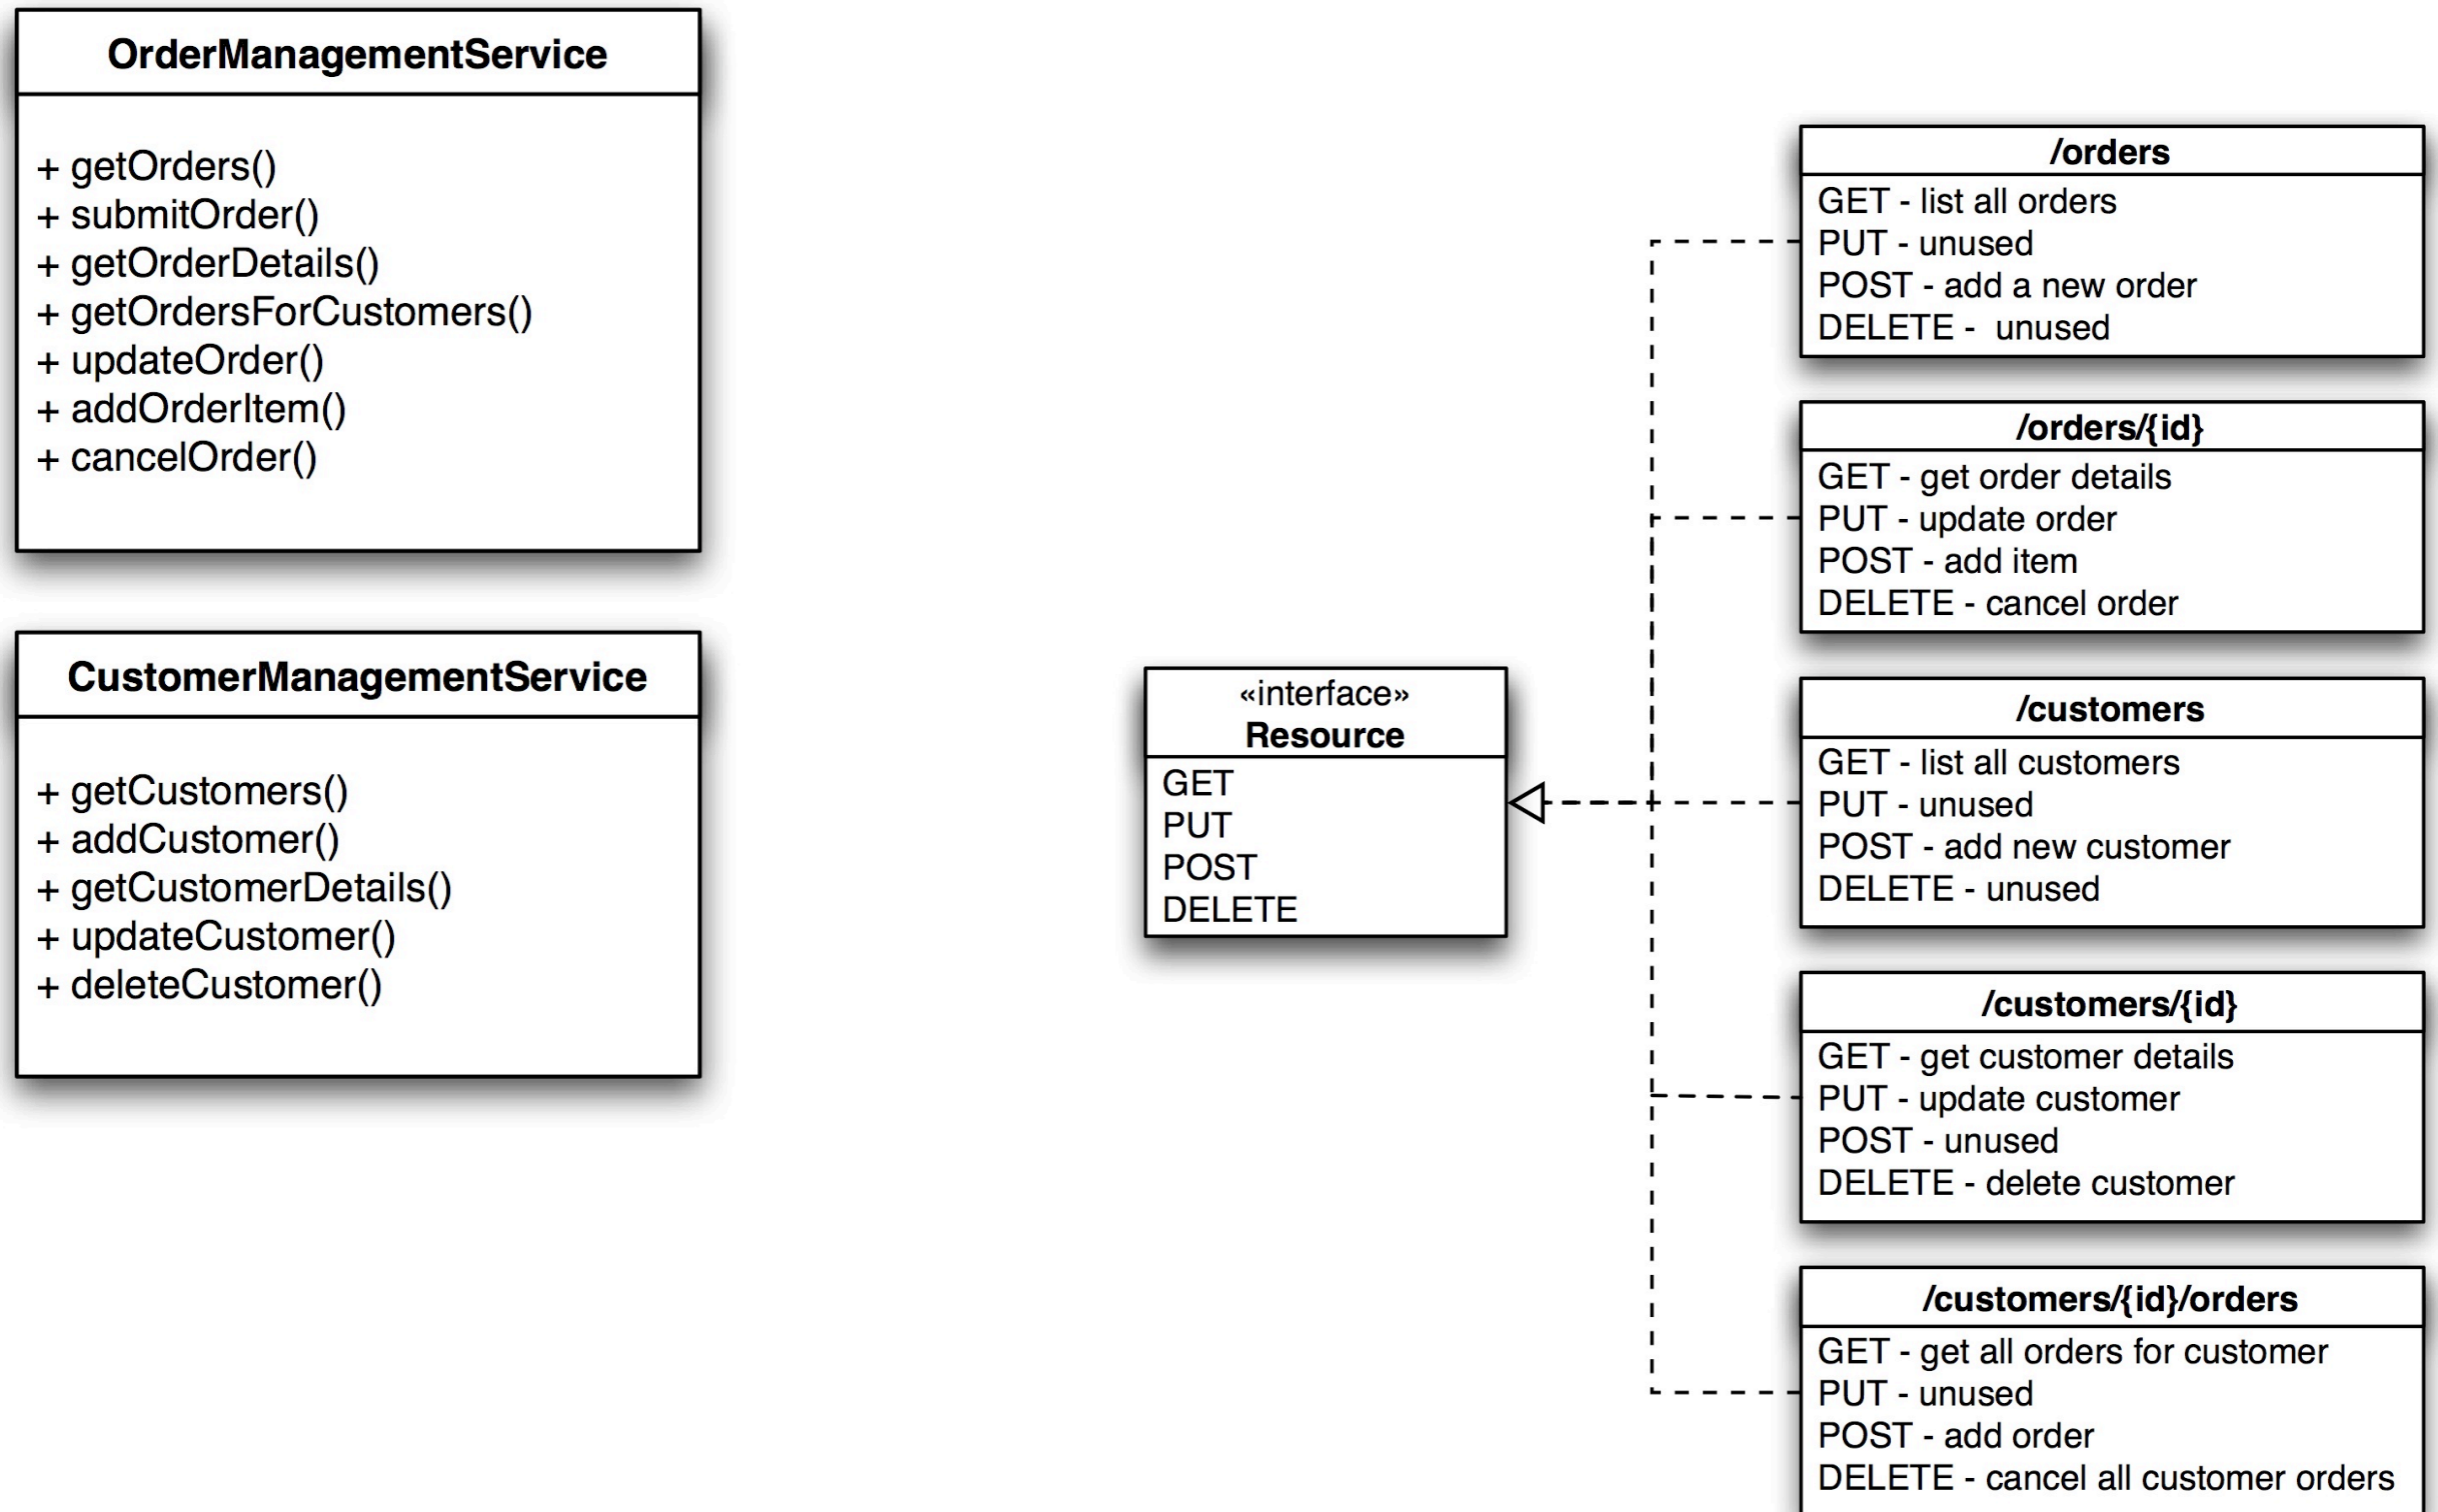 OrderManagementService
+ getOrders()
+ submitOrder()
+ getOrderDetails()
+ getOrdersForCustomers()
+ updateOrder()
+ addOrderItem()
+ cancelOrder()
CustomerManagementService
+ getCustomers()
+ addCustomer()
+ getCustomerDetails()
+ updateCustomer()
+ deleteCustomer()
«interface»
Resource
GET
PUT
POST
DELETE
/orders
GET - list all orders
PUT - unused
POST - add a new order
DELETE -  unused
/orders/{id}
GET - get order details
PUT - update order
POST - add item
DELETE - cancel order
/customers
GET - list all customers
PUT - unused
POST - add new customer
DELETE - unused
/customers/{id}
GET - get customer details
PUT - update customer
POST - unused
DELETE - delete customer
/customers/{id}/orders
GET - get all orders for customer
PUT - unused
POST - add order
DELETE - cancel all customer orders